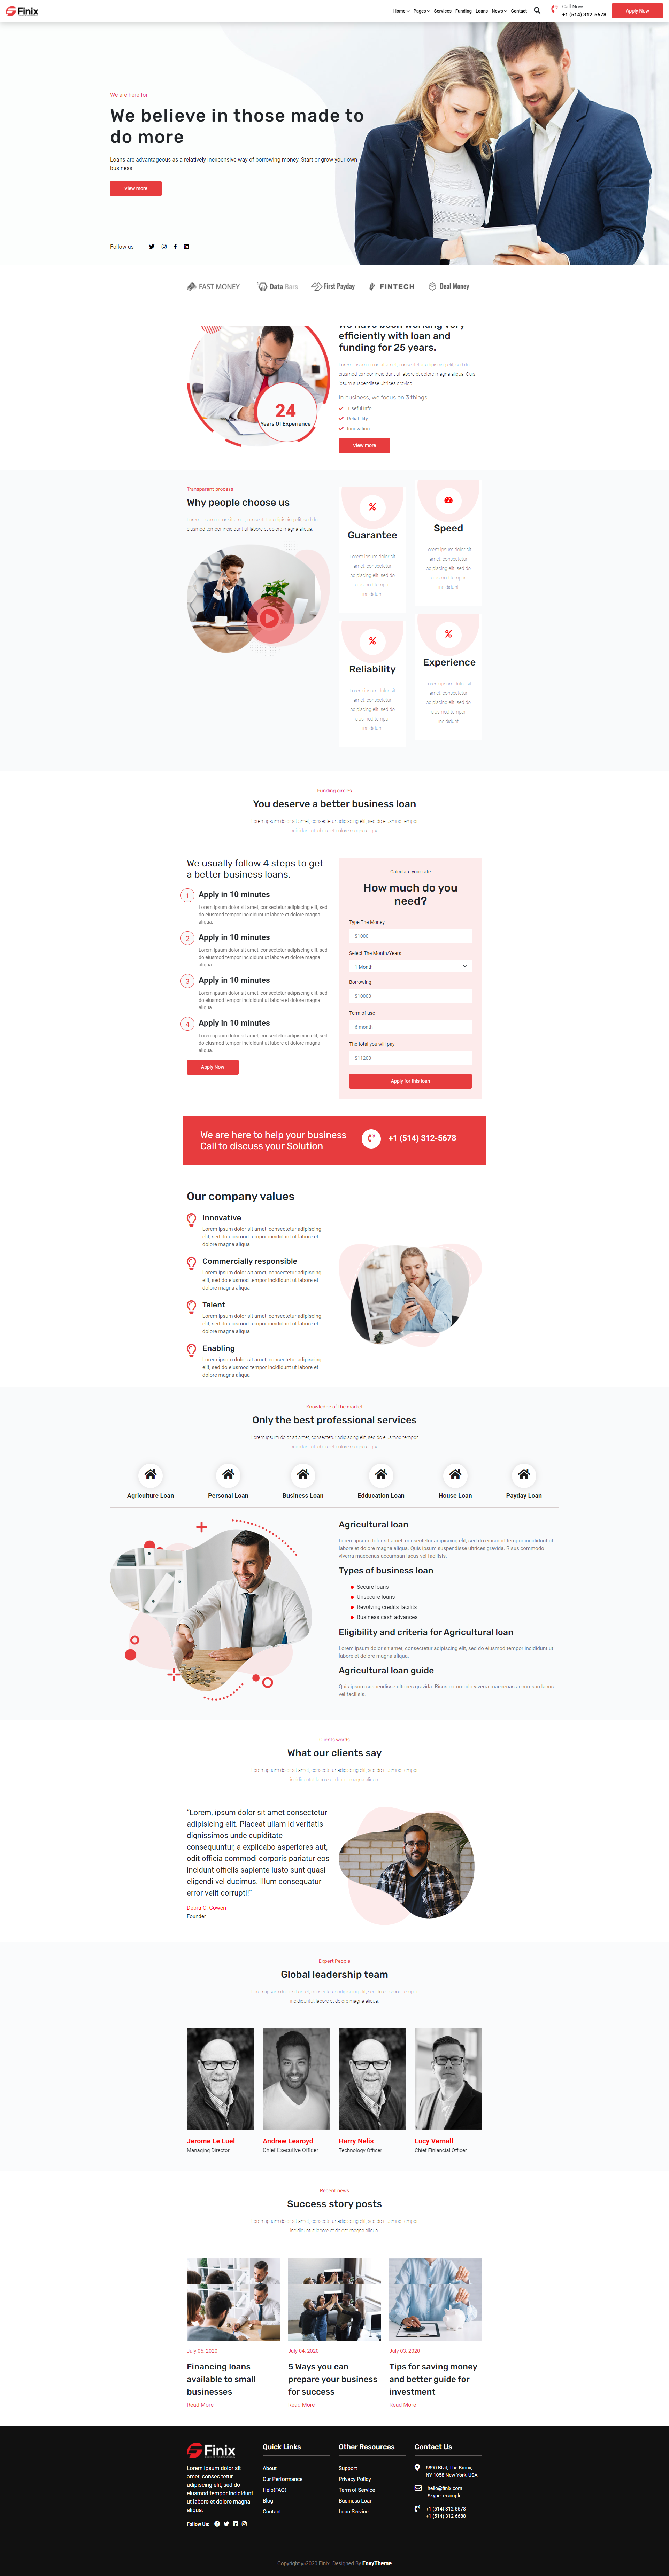 Finix
Home Pages Services Funding Loans News Contact
Call Now
+1 (514) 312-5678
Apply Now
We are here for
We believe in those made to
do more
Loans are advantageous as a relatively inexpensive way of borrowing money. Start or grow your own
business
View more
Follow us
FAST MONEY
Data Bars
First Payday
FINTECH
Deal Money
We have been working very
efficiently with loan and
funding for 25 years.
Lorem ipsum dolor sit amet, consectetur adipiscing elit, sed do
eiusmod tempor incididunt ut labore et dolore magna aliqua. Quis
ipsum suspendisse ultrices gravida.
In business, we focus on 3 things.
Useful info
Reliability
Innovation
View more
24
Years Of Experience
Transparent process
Why people choose us
Lorem ipsum dolor sit amet, consectetur adipiscing elit, sed do
eiusmod tempor incididunt ut labore et dolore magna aliqua.
Guarantee
Lorem ipsum dolor sit
amet, consectetur
adipiscing elit, sed do
eiusmod tempor
incididunt
Speed
Lorem ipsum dolor sit
amet, consectetur
adipiscing elit, sed do
eiusmod tempor
incididunt
Reliability
Lorem ipsum dolor sit
amet, consectetur
adipiscing elit, sed do
eiusmod tempor
incididunt
Experience
Lorem ipsum dolor sit
amet, consectetur
adipiscing elit, sed do
eiusmod tempor
incididunt
Funding circles
You deserve a better business loan
Lorem ipsum dolor sit amet, consectetur adipiscing elit, sed do eiusmod tempor
incididunt ut labore et dolore magna aliqua.
We usually follow 4 steps to get
a better business loans.
1
Apply in 10 minutes
Lorem ipsum dolor sit amet, consectetur adipiscing elit, sed
do eiusmod tempor incididunt ut labore et dolore magna
aliqua.
2
Apply in 10 minutes
Lorem ipsum dolor sit amet, consectetur adipiscing elit, sed
do eiusmod tempor incididunt ut labore et dolore magna
aliqua.
3
Apply in 10 minutes
Lorem ipsum dolor sit amet, consectetur adipiscing elit, sed
do eiusmod tempor incididunt ut labore et dolore magna
aliqua.
4
Apply in 10 minutes
Lorem ipsum dolor sit amet, consectetur adipiscing elit, sed
do eiusmod tempor incididunt ut labore et dolore magna
aliqua.
Apply Now
Calculate your rate
How much do you
need?
Type The Money
$1000
Select The Month/Years
1 Month
Borrowing
$10000
Term of use
6 month
The total you will pay
$11200
Apply for this loan
We are here to help your business
Call to discuss your Solution
+1 (514) 312-5678
Our company values
Innovative
Lorem ipsum dolor sit amet, consectetur adipiscing
elit, sed do eiusmod tempor incididunt ut labore et
dolore magna aliqua
Commercially responsible
Lorem ipsum dolor sit amet, consectetur adipiscing
elit, sed do eiusmod tempor incididunt ut labore et
dolore magna aliqua
Talent
Lorem ipsum dolor sit amet, consectetur adipiscing
elit, sed do eiusmod tempor incididunt ut labore et
dolore magna aliqua
Enabling
Lorem ipsum dolor sit amet, consectetur adipiscing
elit, sed do eiusmod tempor incididunt ut labore et
dolore magna aliqua
Knowledge of the market
Only the best professional services
Lorem ipsum dolor sit amet, consectetur adipiscing elit, sed do eiusmod tempor
incididunt ut labore et dolore magna aliqua.
Agriculture Loan
Personal Loan
Business Loan
Edducation Loan
House Loan
Payday Loan
Agricultural loan
Lorem ipsum dolor sit amet, consectetur adipiscing elit, sed do eiusmod tempor incididunt ut
labore et dolore magna aliqua. Quis ipsum suspendisse ultrices gravida. Risus commodo
viverra maecenas accumsan lacus vel facilisis.
Types of business loan
Secure loans
Unsecure loans
Revolving credits facilits
Business cash advances
Eligibility and criteria for Agricultural loan
Lorem ipsum dolor sit amet, consectetur adipiscing elit, sed do eiusmod tempor incididunt ut
labore et dolore magna aliqua.
Agricultural loan guide
Quis ipsum suspendisse ultrices gravida. Risus commodo viverra maecenas accumsan lacus
vel facilisis.
Clients words
What our clients say
Lorem ipsum dolor sit amet, consectetur adipiscing elit, sed do eiusmod tempor
incididuntut labore et dolore magna aliqua.
“Lorem, ipsum dolor sit amet consectetur
adipisicing elit. Placeat ullam id veritatis
dignissimos unde cupiditate
consequuntur, a explicabo asperiores aut,
odit officia commodi corporis pariatur eos
incidunt officiis sapiente iusto sunt quasi
eligendi vel ducimus. Illum consequatur
error velit corrupti!”
Debra C. Cowen
Founder
Expert People
Global leadership team
Lorem ipsum dolor sit amet, consectetur adipiscing elit, sed do eiusmod tempor
incididuntut labore et dolore magna aliqua.
Jerome Le Luel
Managing Director
Andrew Learoyd
Chief Executive Officer
Harry Nelis
Technology Officer
Lucy Vernall
Chief Finlancial Officer
Recent news
Success story posts
Lorem ipsum dolor sit amet, consectetur adipiscing elit, sed do eiusmod tempor
incididuntut labore et dolore magna aliqua.
July 05, 2020
Financing loans
available to small
businesses
Read More
July 04, 2020
5 Ways you can
prepare your business
for success
Read More
July 03, 2020
Tips for saving money
and better guide for
investment
Read More
Finix
Lorem ipsum dolor sit
amet, consec tetur
adipiscing elit, sed do
eiusmod tempor incididunt
ut labore et dolore magna
aliqua.
Follow Us:
Quick Links
About
Our Performance
Help(FAQ)
Blog
Contact
Other Resources
Support
Privacy Policy
Term of Service
Business Loan
Loan Service
Contact Us
6890 Blvd, The Bronx,
NY 1058 New York, USA
hello@finix.com
Skype: example
+1 (514) 312-5678
+1 (514) 312-6688
Copyright @2020 Finix. Designed By EnvyTheme